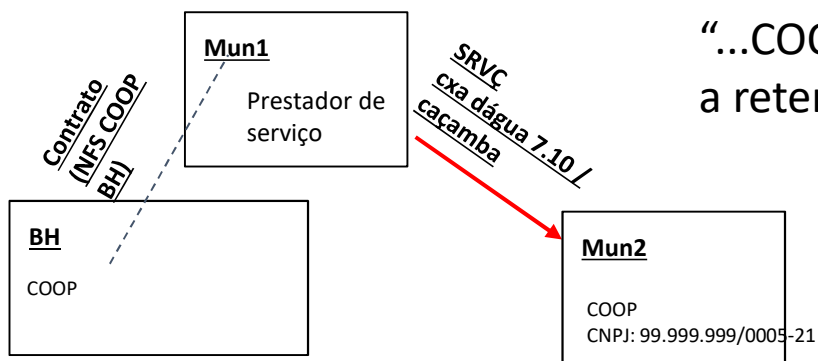 Mun1
Prestador de
serviço
Contrato
(NFS COOP
BH)
SRVÇ
cxa dágua 7.10 /
caçamba
a reter
BH
COOP
Mun2
COOP
CNPJ: 99.999.999/0005-21